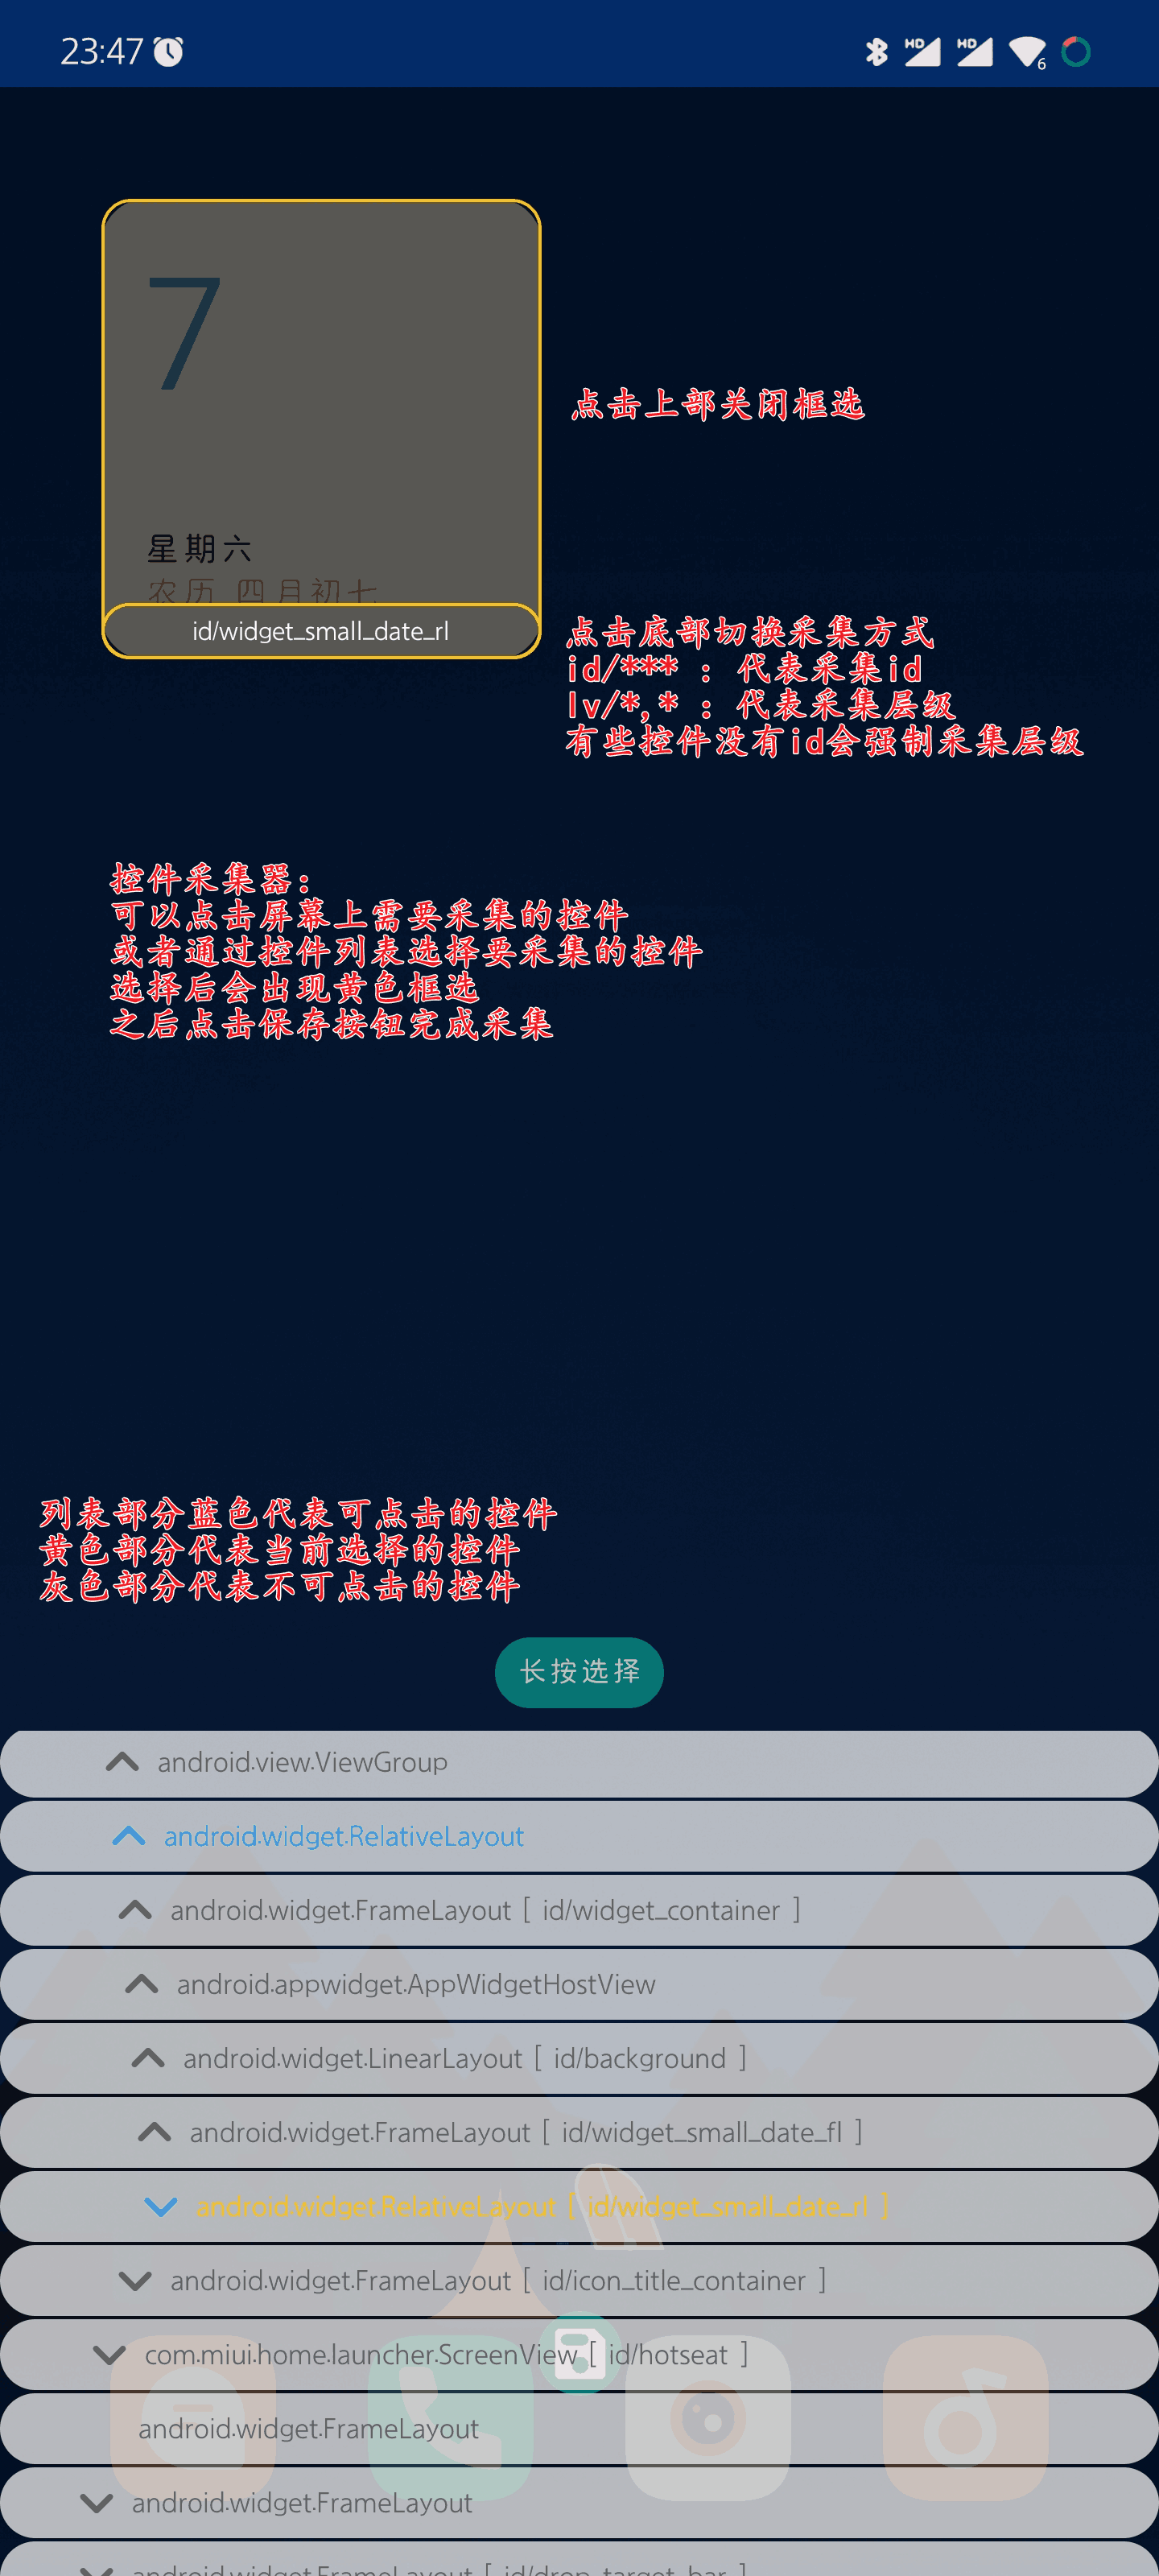 23:47
HD HD 6
7
点击上部关闭框选
星期六
农历 四月初七
id/widget_small_date_rl
点击底部切换采集方式
id/*** : 代表采集id
lv/*,* : 代表采集层级
有些控件没有id会强制采集层级
控件采集器:
可以点击屏幕上需要采集的控件
或者通过控件列表选择要采集的控件
选择后会出现黄色框选
之后点击保存按钮完成采集
列表部分蓝色代表可点击的控件
黄色部分代表当前选择的控件
灰色部分代表不可点击的控件
长按选择
android.view.ViewGroup
android.widget.RelativeLayout
android.widget.FrameLayout [ id/widget_container ]
android.appwidget.AppWidgetHostView
android.widget.LinearLayout [ id/background ]
android.widget.FrameLayout [ id/widget_small_date_fl ]
android.widget.RelativeLayout [ id/widget_small_date_rl ]
android.widget.FrameLayout [ id/icon_title_container ]
com.miui.home.launcher.ScreenView [ id/hotseat ]
android.widget.FrameLayout
android.widget.FrameLayout
android.widget.FrameLayout [ id/drop_target_bar ]